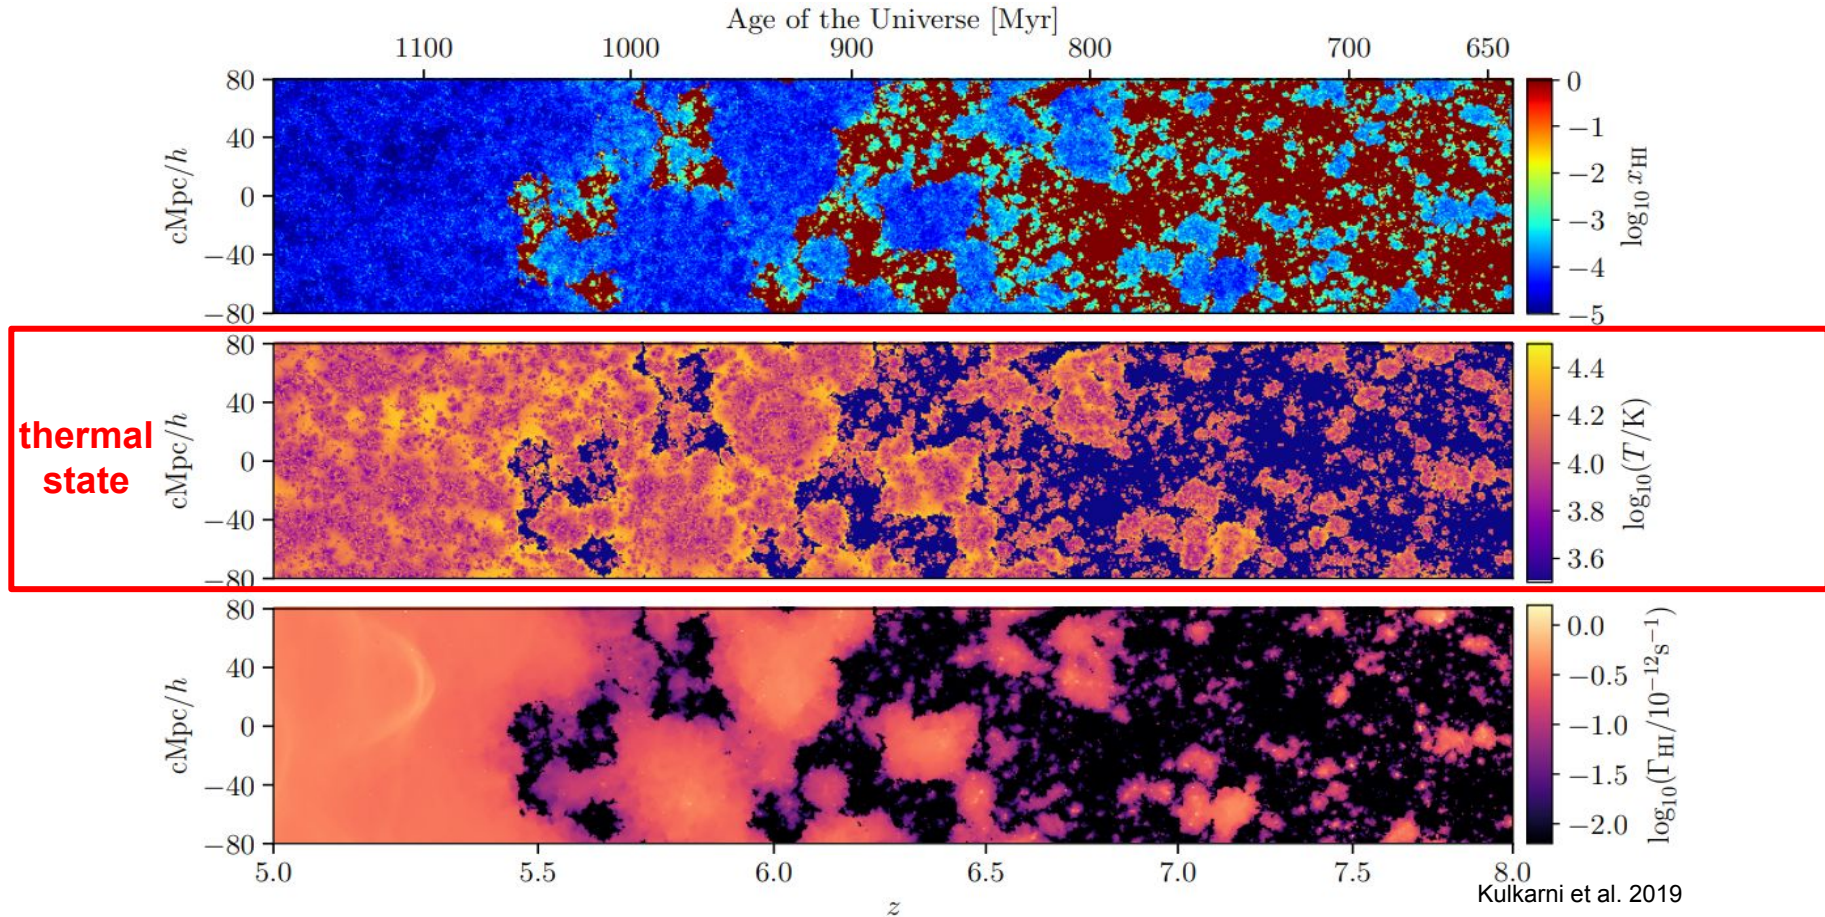 Age of the Universe [Myr]
1100 1000 900 800 700 650
80
40
0
−40
−80
cMpc/h
0
−1
−2
−3
−4
−5
log₁₀ x_HI
thermal
state
80
40
0
−40
−80
cMpc/h
4.4
4.2
4.0
3.8
3.6
log₁₀(T/K)
80
40
0
−40
−80
cMpc/h
0.0
−0.5
−1.0
−1.5
−2.0
log₁₀(Γ_HI/10⁻¹²s⁻¹)
5.0 5.5 6.0 6.5 7.0 7.5 8.0
z
Kulkarni et al. 2019